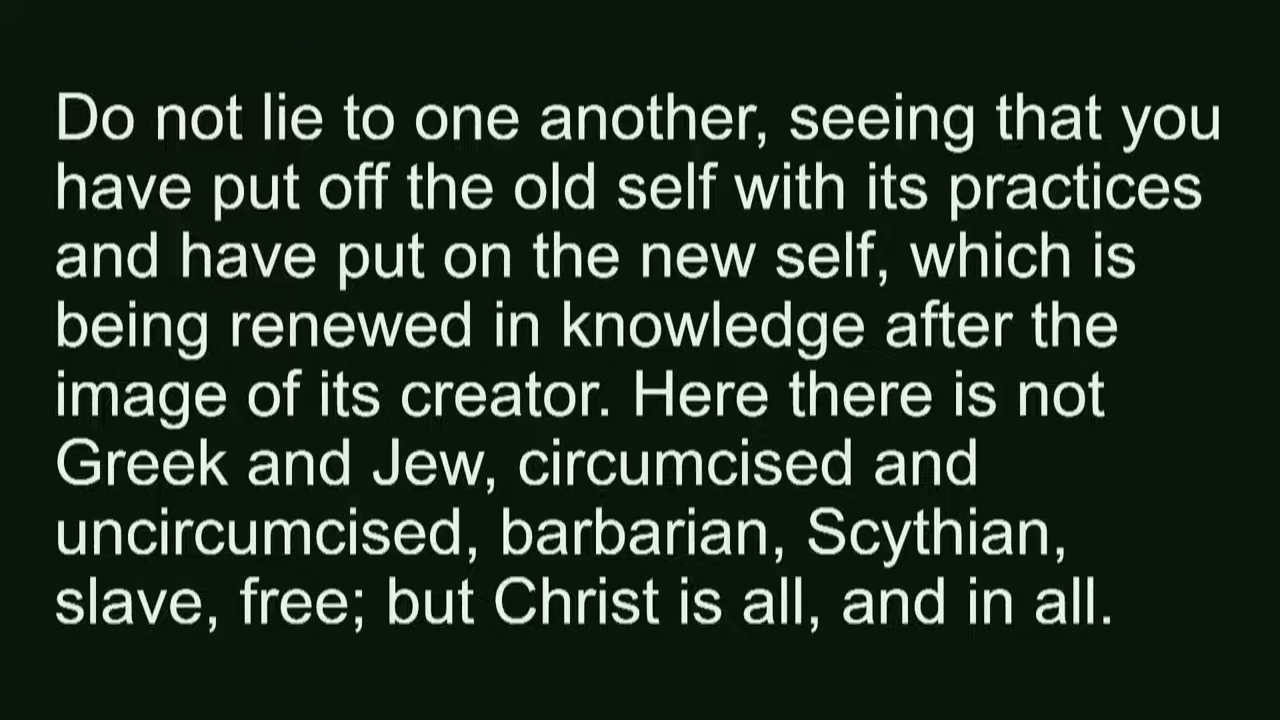 Do not lie to one another, seeing that you
have put off the old self with its practices
and have put on the new self, which is
being renewed in knowledge after the
image of its creator. Here there is not
Greek and Jew, circumcised and
uncircumcised, barbarian, Scythian,
slave, free; but Christ is all, and in all.